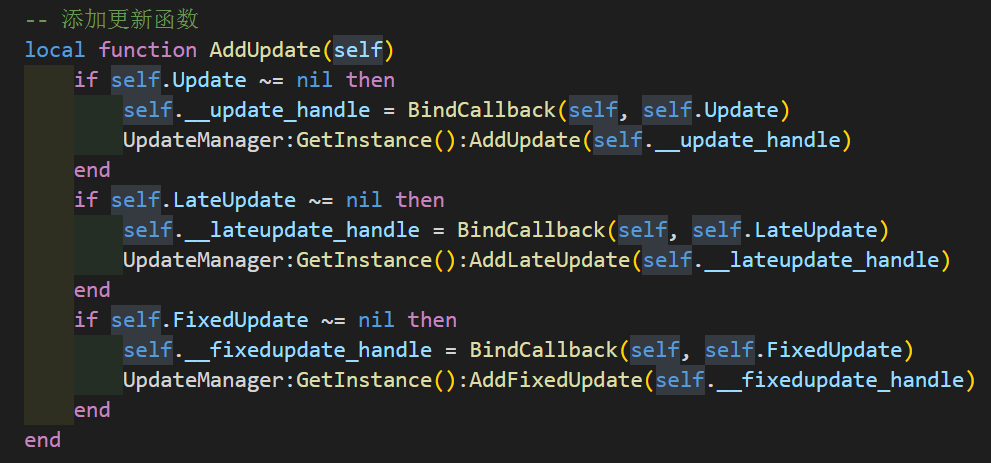 -- 添加更新函数
local function AddUpdate(self)
    if self.Update ~= nil then
        self.__update_handle = BindCallback(self, self.Update)
        UpdateManager:GetInstance():AddUpdate(self.__update_handle)
    end
    if self.LateUpdate ~= nil then
        self.__lateupdate_handle = BindCallback(self, self.LateUpdate)
        UpdateManager:GetInstance():AddLateUpdate(self.__lateupdate_handle)
    end
    if self.FixedUpdate ~= nil then
        self.__fixedupdate_handle = BindCallback(self, self.FixedUpdate)
        UpdateManager:GetInstance():AddFixedUpdate(self.__fixedupdate_handle)
    end
end